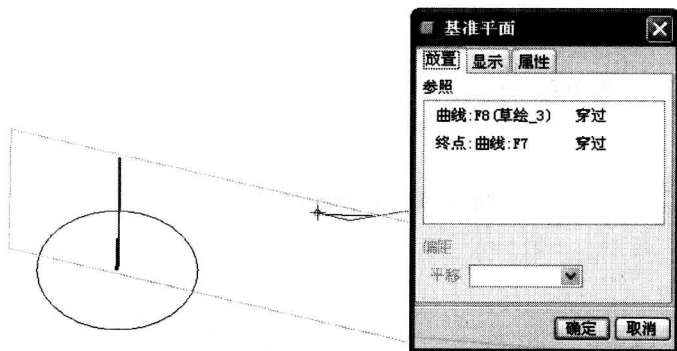 基准平面
放置 显示 属性
参照
曲线:F8(草绘_3) 穿过
终点:曲线:F7 穿过
偏距
平移
确定 取消